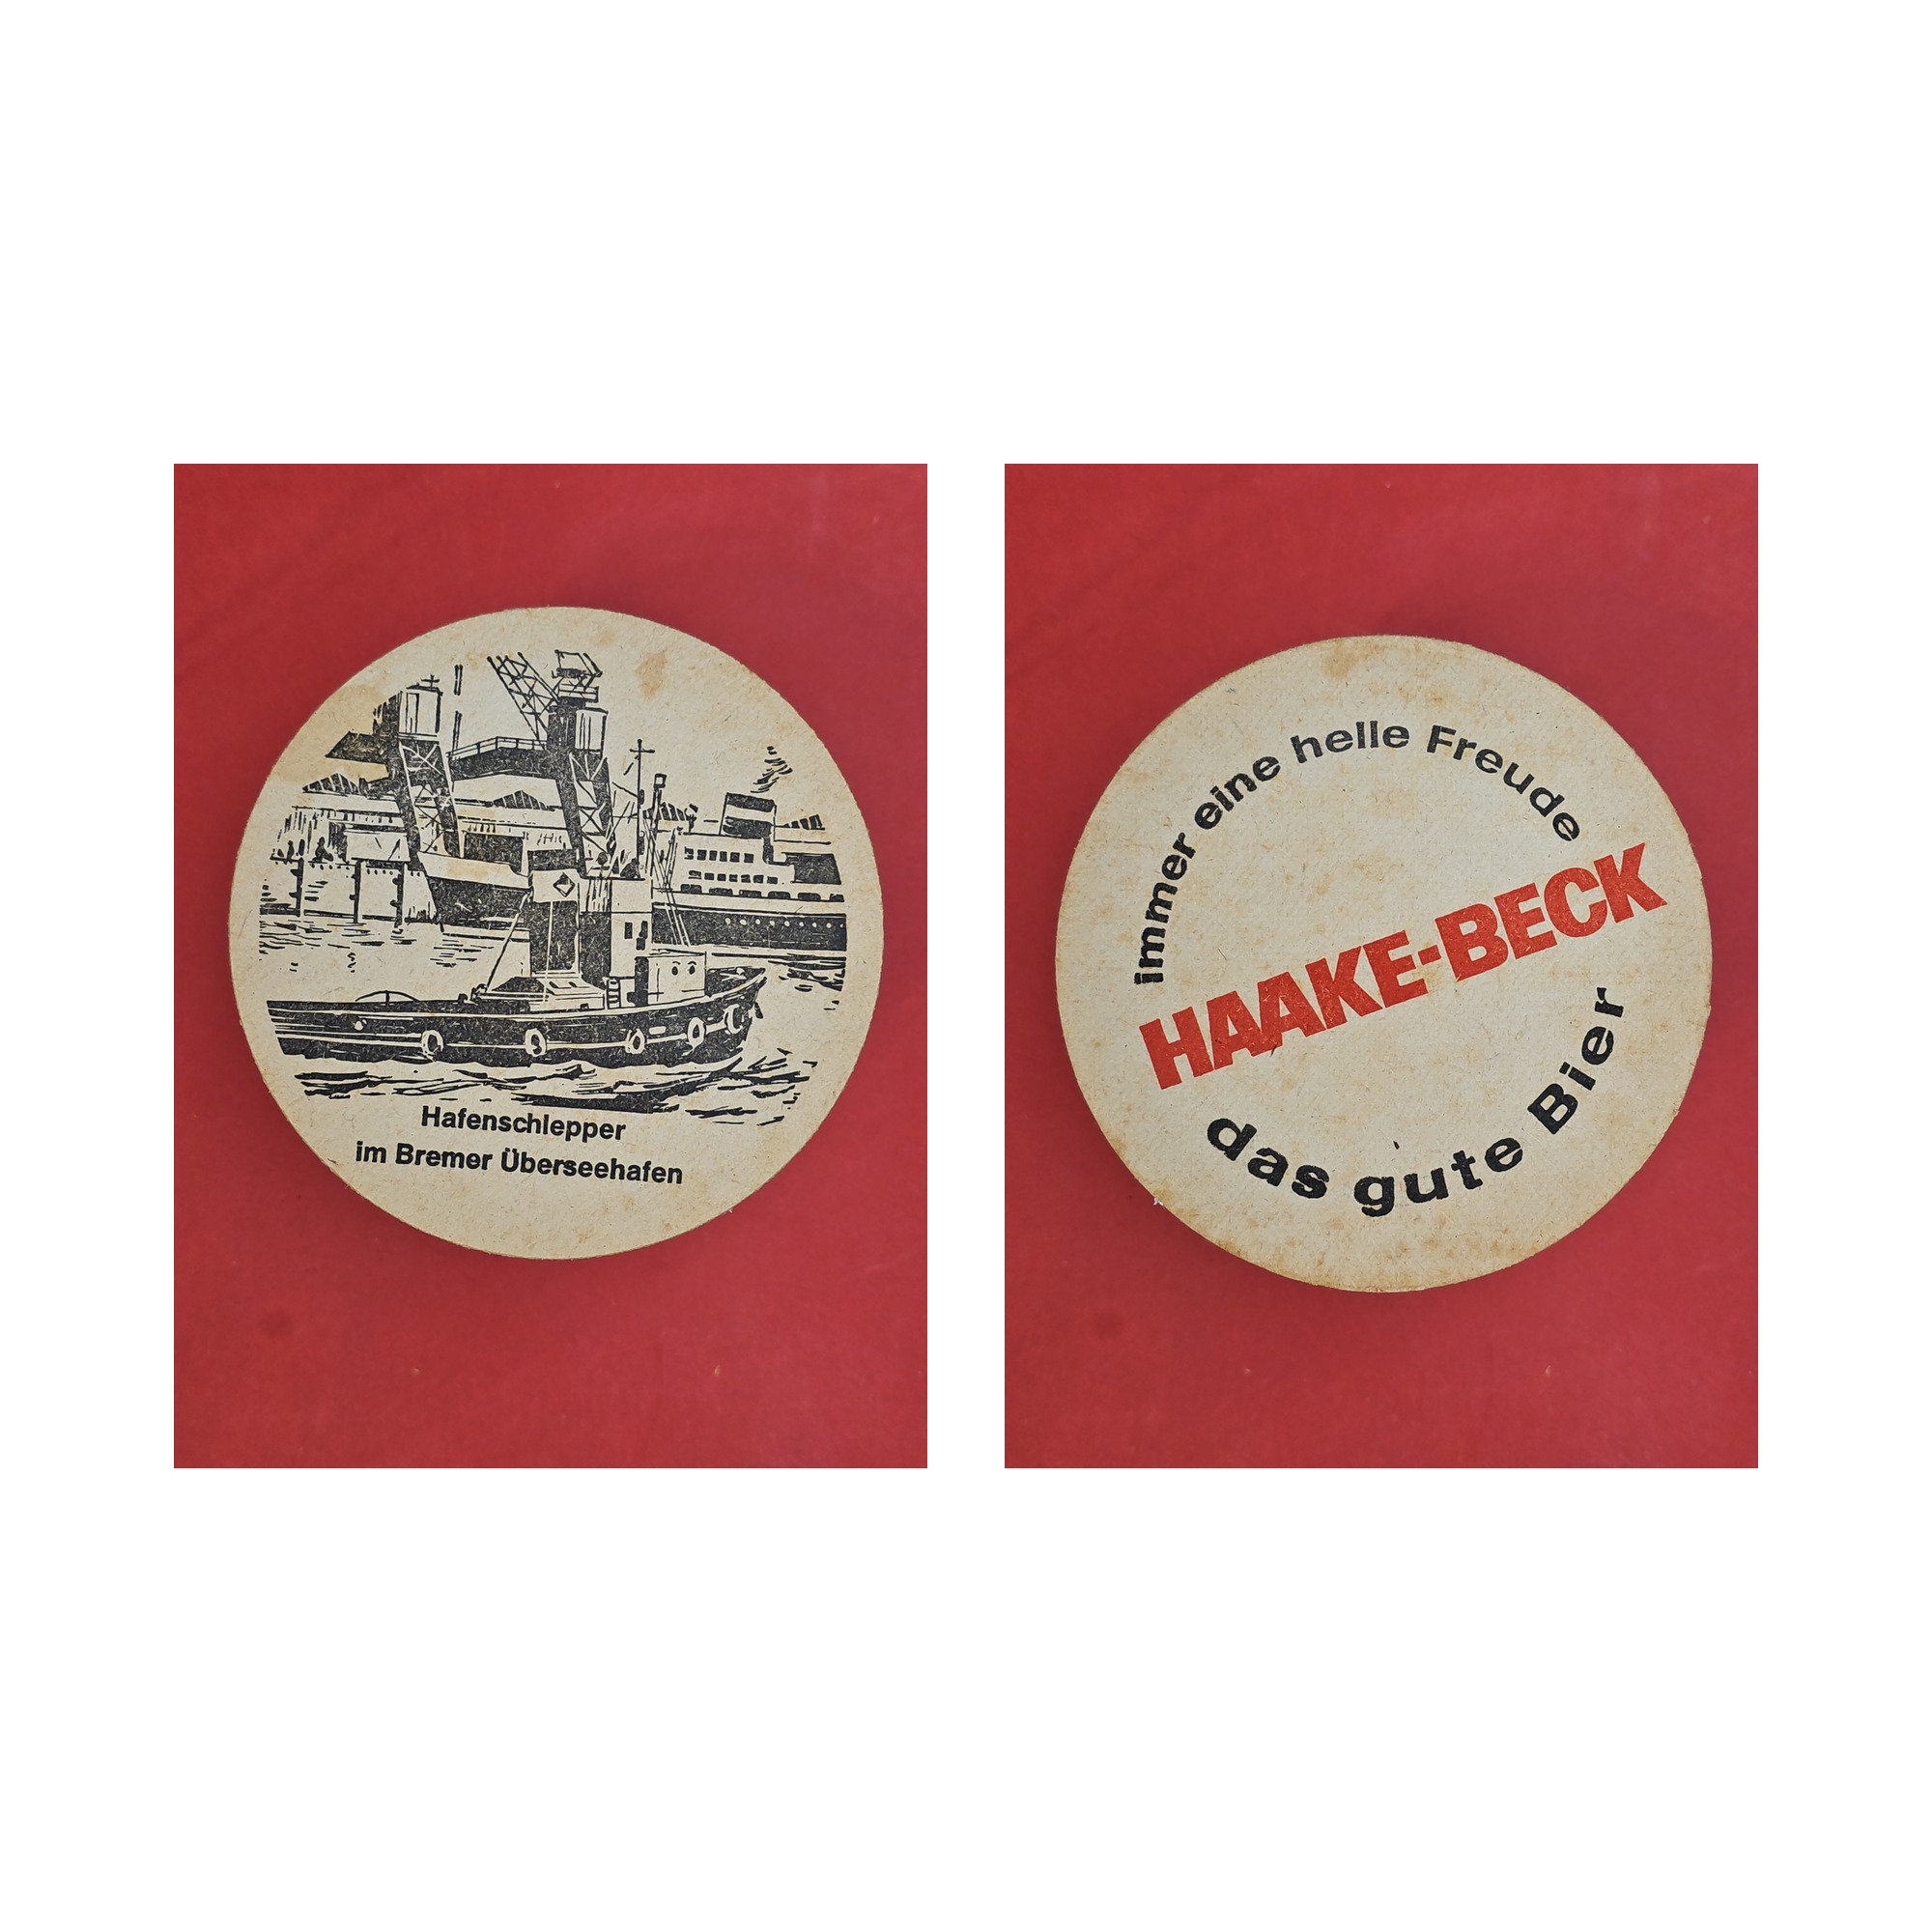 Hafenschlepper
im Bremer Überseehafen
immer eine helle Freude
HAAKE-BECK
das gute Bier